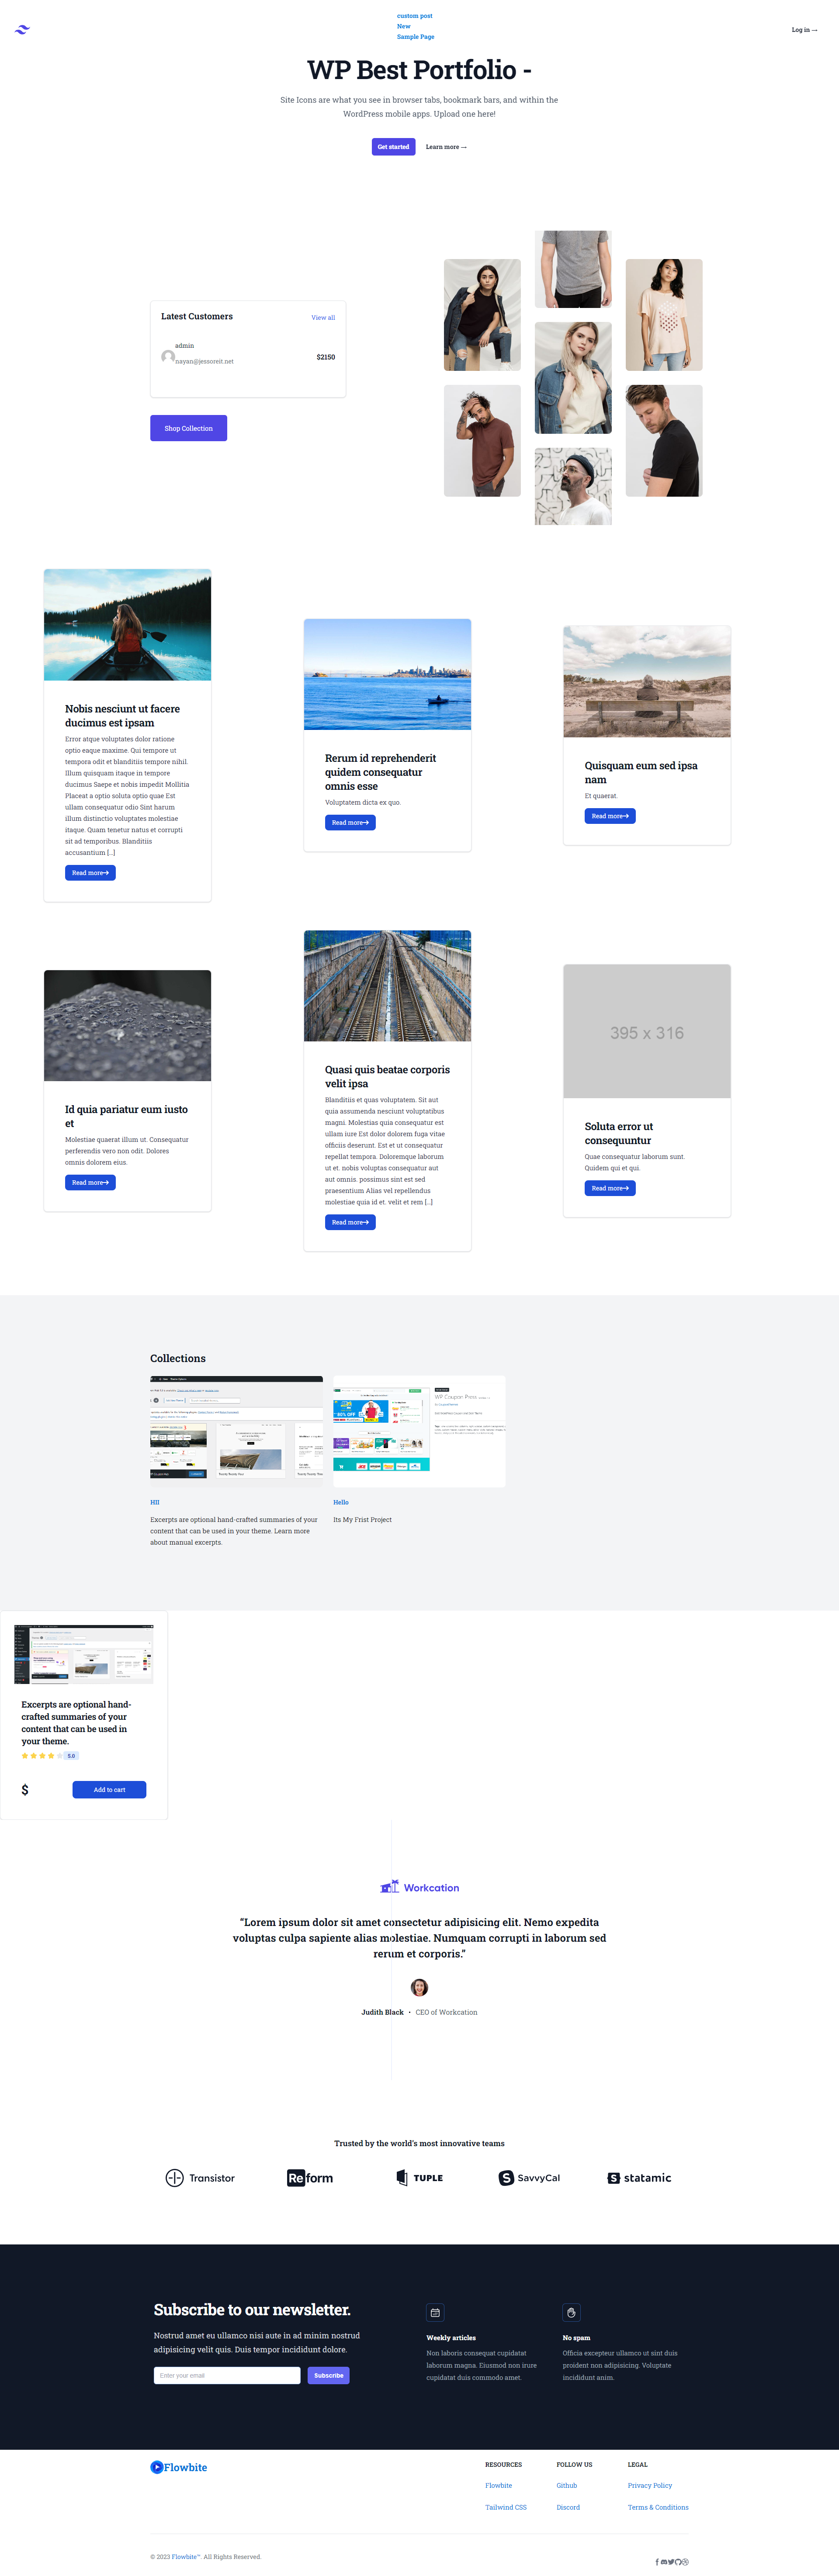 custom post
New
Sample Page
Log in →
WP Best Portfolio -
Site Icons are what you see in browser tabs, bookmark bars, and within the
WordPress mobile apps. Upload one here!
Get started
Learn more →
Latest Customers
View all
admin
nayan@jessoreit.net
$2150
Shop Collection
Nobis nesciunt ut facere
ducimus est ipsam
Error atque voluptates dolor ratione
optio eaque maxime. Qui tempore ut
tempora odit et blanditiis tempore nihil.
Illum quisquam itaque in tempore
ducimus Saepe et nobis impedit Mollitia
Placeat a optio soluta optio quae Est
ullam consequatur odio Sint harum
illum distinctio voluptates molestiae
itaque. Quam tenetur natus et corrupti
sit ad temporibus. Blanditiis
accusantium […]
Read more
Rerum id reprehenderit
quidem consequatur
omnis esse
Voluptatem dicta ex quo.
Read more
Quisquam eum sed ipsa
nam
Et quaerat.
Read more
Id quia pariatur eum iusto
et
Molestiae quaerat illum ut. Consequatur
perferendis vero non odit. Dolores
omnis dolorem eius.
Read more
Quasi quis beatae corporis
velit ipsa
Blanditiis et quas voluptatem. Sit aut
quia assumenda nesciunt voluptatibus
magni. Molestias quia consequatur est
ullam iure Est dolor dolorem fuga vitae
officiis deserunt. Est et ut consequatur
repellat tempora. Doloremque laborum
ut et. nobis voluptas consequatur aut
aut omnis. possimus sint est sed
praesentium Alias vel repellendus
molestiae quia id et. velit et rem […]
Read more
395 x 316
Soluta error ut
consequuntur
Quae consequatur laborum sunt.
Quidem qui et qui.
Read more
Collections
WP Coupon Press
HII
Excerpts are optional hand-crafted summaries of your
content that can be used in your theme. Learn more
about manual excerpts.
Hello
Its My Frist Project
Excerpts are optional hand-
crafted summaries of your
content that can be used in
your theme.
5.0
$
Add to cart
Workcation
“Lorem ipsum dolor sit amet consectetur adipisicing elit. Nemo expedita
voluptas culpa sapiente alias molestiae. Numquam corrupti in laborum sed
rerum et corporis.”
Judith Black • CEO of Workcation
Trusted by the world’s most innovative teams
Transistor
Reform
TUPLE
SavvyCal
statamic
Subscribe to our newsletter.
Nostrud amet eu ullamco nisi aute in ad minim nostrud
adipisicing velit quis. Duis tempor incididunt dolore.
Enter your email
Subscribe
Weekly articles
Non laboris consequat cupidatat
laborum magna. Eiusmod non irure
cupidatat duis commodo amet.
No spam
Officia excepteur ullamco ut sint duis
proident non adipisicing. Voluptate
incididunt anim.
Flowbite
RESOURCES
Flowbite
Tailwind CSS
FOLLOW US
Github
Discord
LEGAL
Privacy Policy
Terms & Conditions
© 2023 Flowbite™. All Rights Reserved.